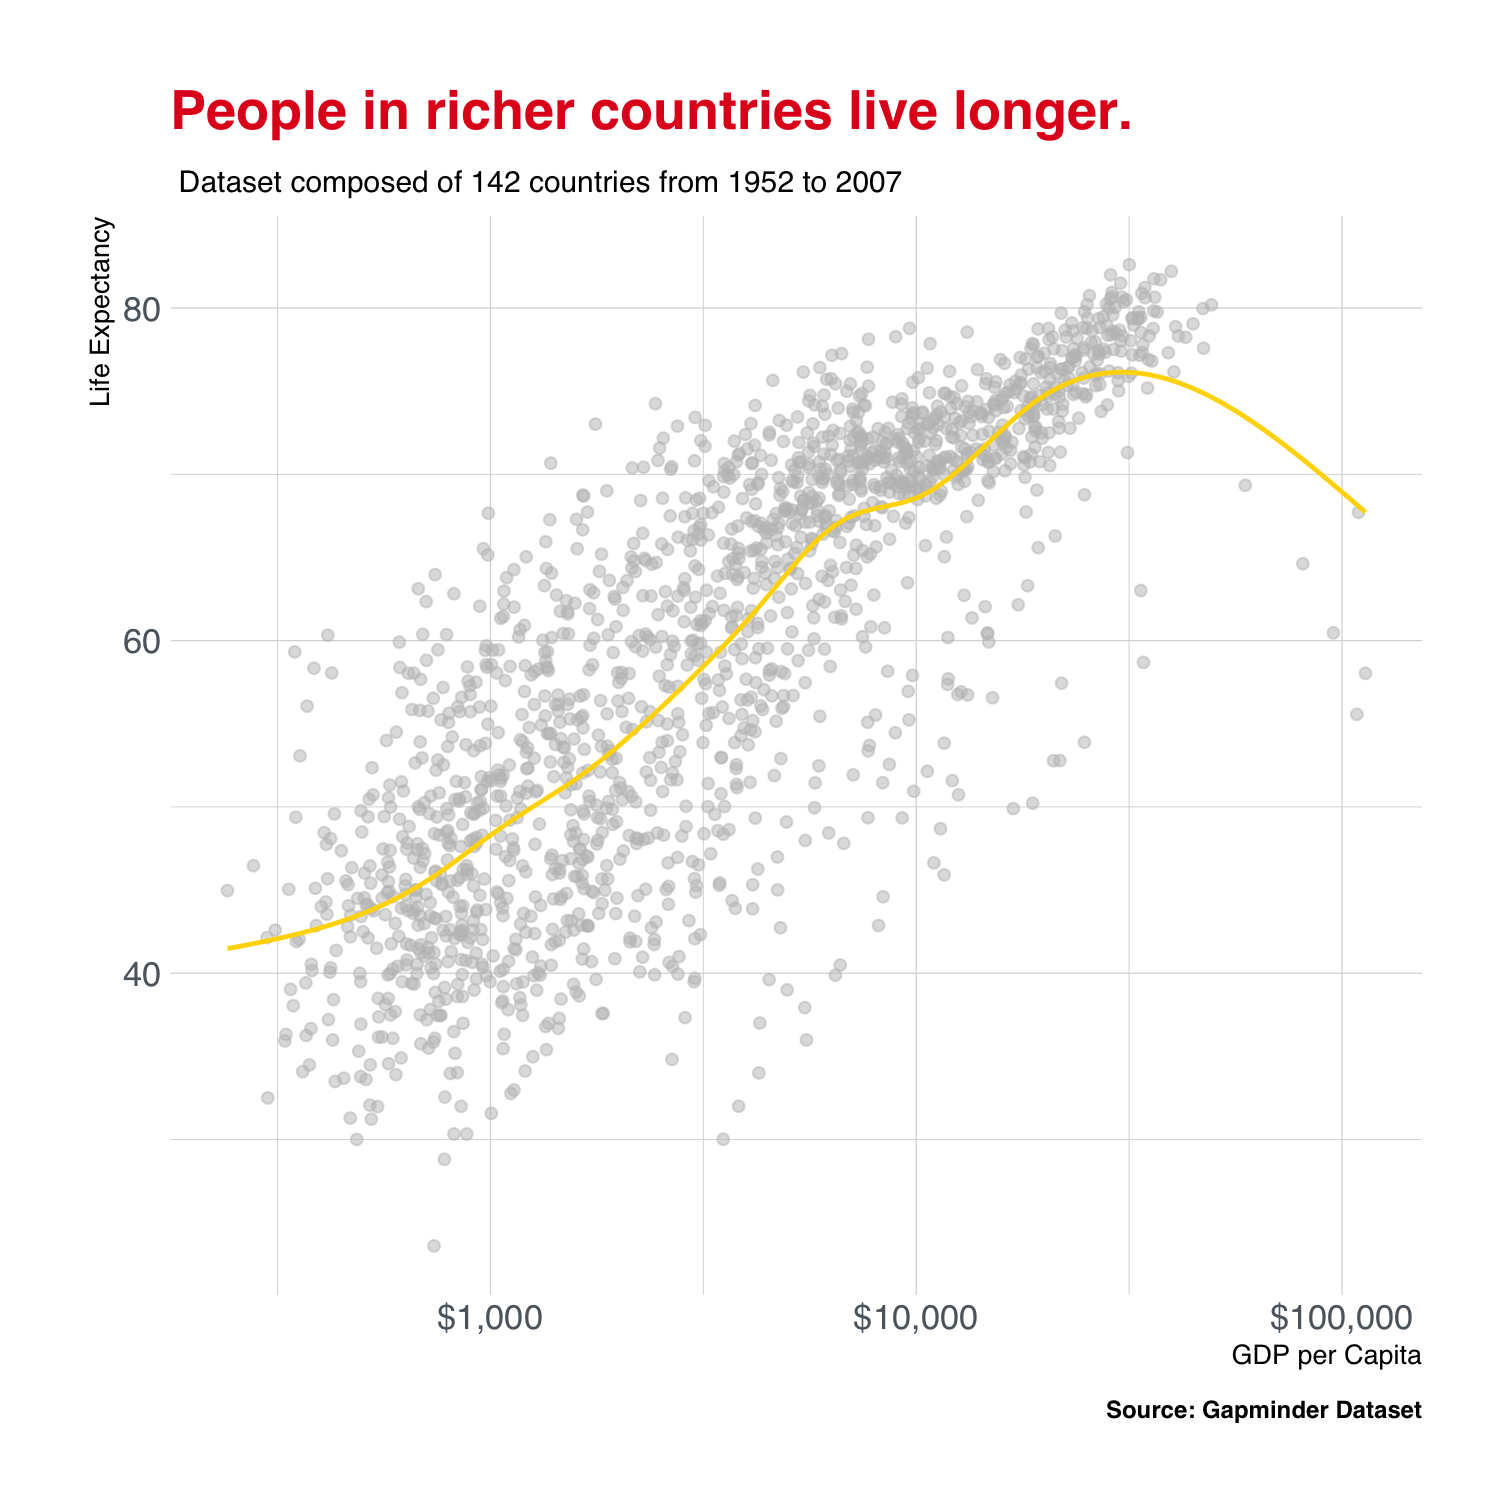 People in richer countries live longer.
Dataset composed of 142 countries from 1952 to 2007
Life Expectancy
80
60
40
$1,000
$10,000
$100,000
GDP per Capita
Source: Gapminder Dataset